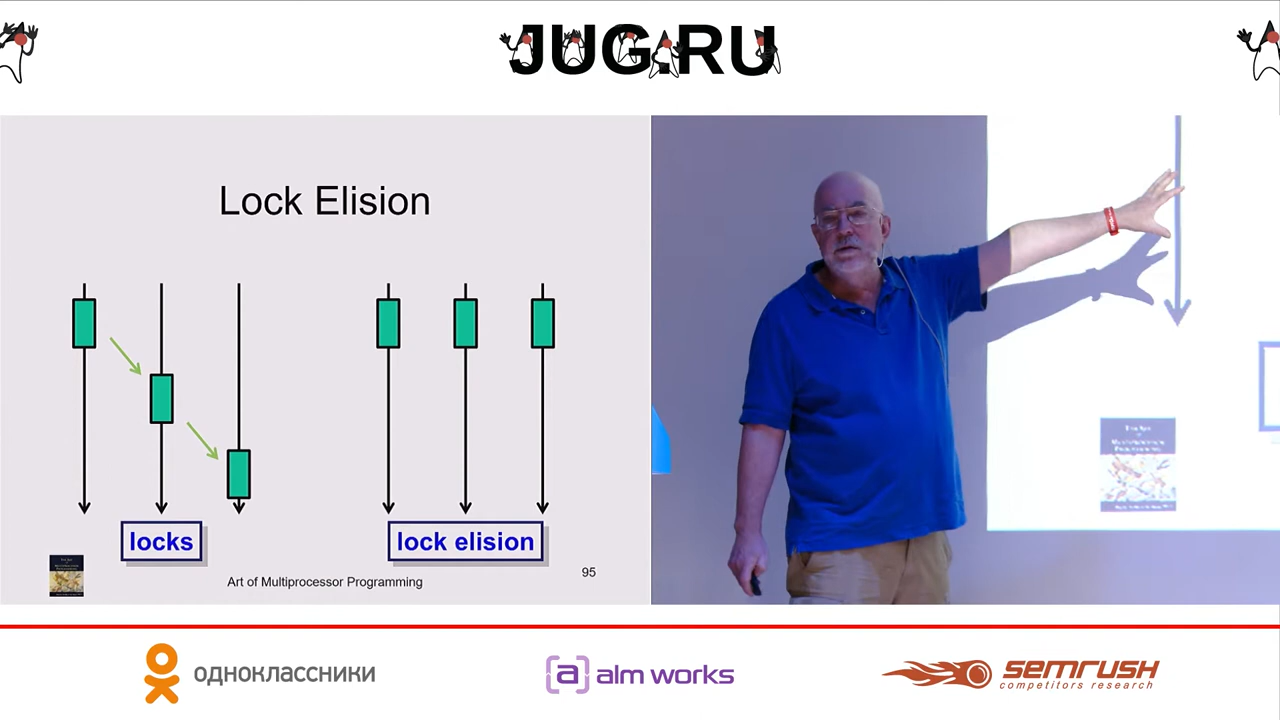 JUG.RU
Lock Elision
locks
lock elision
Art of Multiprocessor Programming
95
одноклассники
[a] alm works
semrush
competitors research